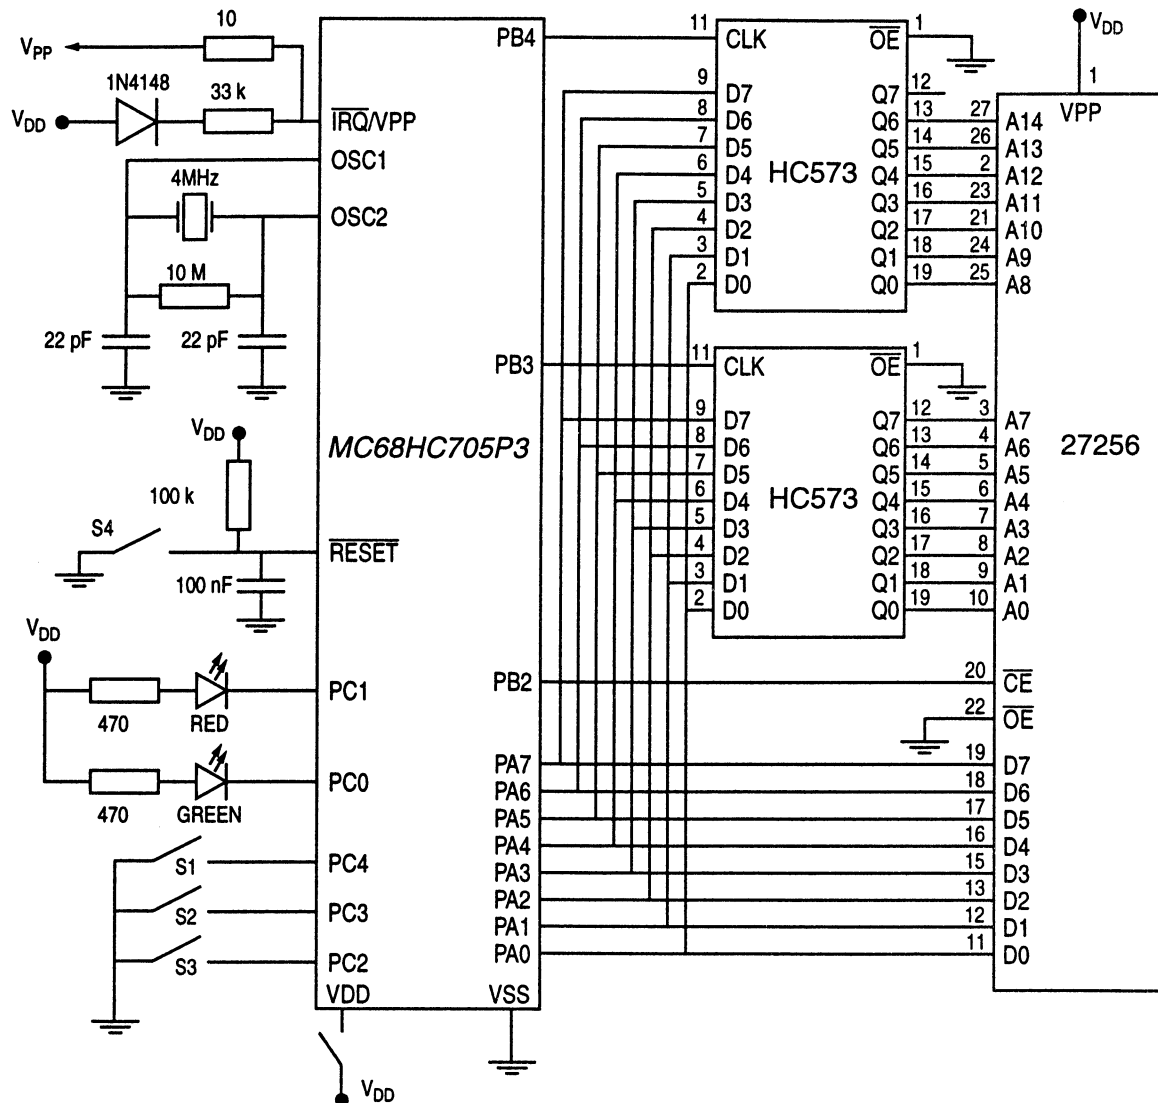 10
V_PP
1N4148
33 k
V_DD
4MHz
10 M
22 pF
22 pF
V_DD
100 k
S4
100 nF
V_DD
470
RED
470
GREEN
S1
S2
S3
IRQ/VPP
OSC1
OSC2
MC68HC705P3
RESET
PC1
PC0
PC4
PC3
PC2
VDD
VSS
V_DD
PB4
PB3
PB2
PA7
PA6
PA5
PA4
PA3
PA2
PA1
PA0
11 CLK OE 1
9 D7 Q7 12
8 D6 Q6 13
7 D5 Q5 14
6 D4 HC573 Q4 15
5 D3 Q3 16
4 D2 Q2 17
3 D1 Q1 18
2 D0 Q0 19
11 CLK OE 1
9 D7 Q7 12
8 D6 Q6 13
7 D5 Q5 14
6 D4 HC573 Q4 15
5 D3 Q3 16
4 D2 Q2 17
3 D1 Q1 18
2 D0 Q0 19
V_DD
1
VPP
27 A14
26 A13
2 A12
23 A11
21 A10
24 A9
25 A8
3 A7
4 A6
27256
5 A5
6 A4
7 A3
8 A2
9 A1
10 A0
20 CE
22 OE
19 D7
18 D6
17 D5
16 D4
15 D3
13 D2
12 D1
11 D0